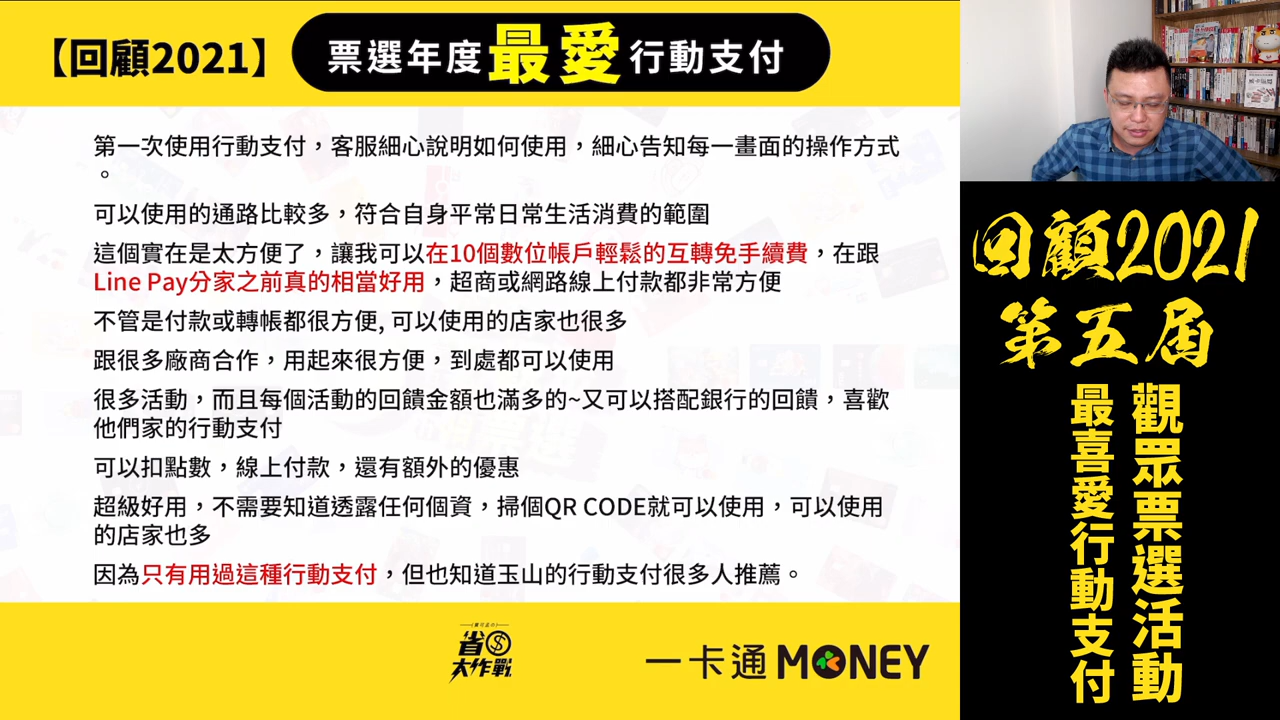 【回顧2021】
票選年度最愛行動支付
第一次使用行動支付，客服細心說明如何使用，細心告知每一畫面的操作方式
。
可以使用的通路比較多，符合自身平常日常生活消費的範圍
這個實在是太方便了，讓我可以在10個數位帳戶輕鬆的互轉免手續費，在跟
Line Pay分家之前真的相當好用，超商或網路線上付款都非常方便
不管是付款或轉帳都很方便, 可以使用的店家也很多
跟很多廠商合作，用起來很方便，到處都可以使用
很多活動，而且每個活動的回饋金額也滿多的~又可以搭配銀行的回饋，喜歡
他們家的行動支付
可以扣點數，線上付款，還有額外的優惠
超級好用，不需要知道透露任何個資，掃個QR CODE就可以使用，可以使用
的店家也多
因為只有用過這種行動支付，但也知道玉山的行動支付很多人推薦。
省$
大作戰
一卡通MONEY
回顧2021
第五屆
觀眾票選活動
最喜愛行動支付